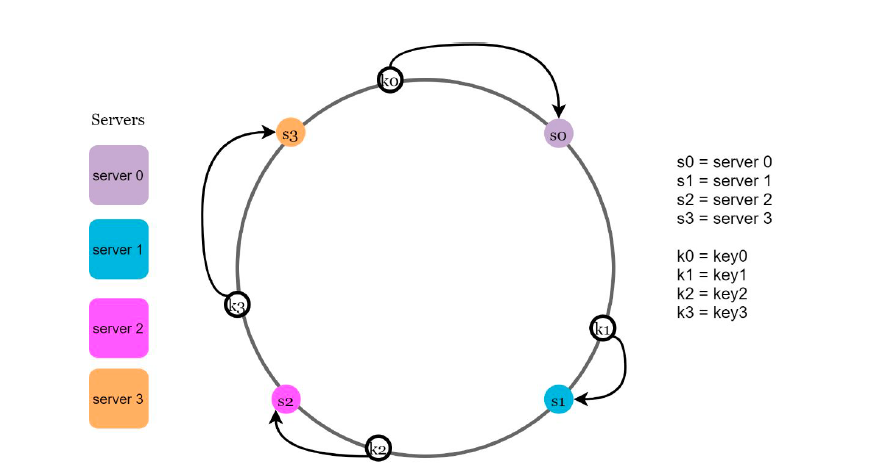 Servers
server 0
server 1
server 2
server 3
k0
s0
s3
k3
k1
s2
s1
k2
s0 = server 0
s1 = server 1
s2 = server 2
s3 = server 3
k0 = key0
k1 = key1
k2 = key2
k3 = key3